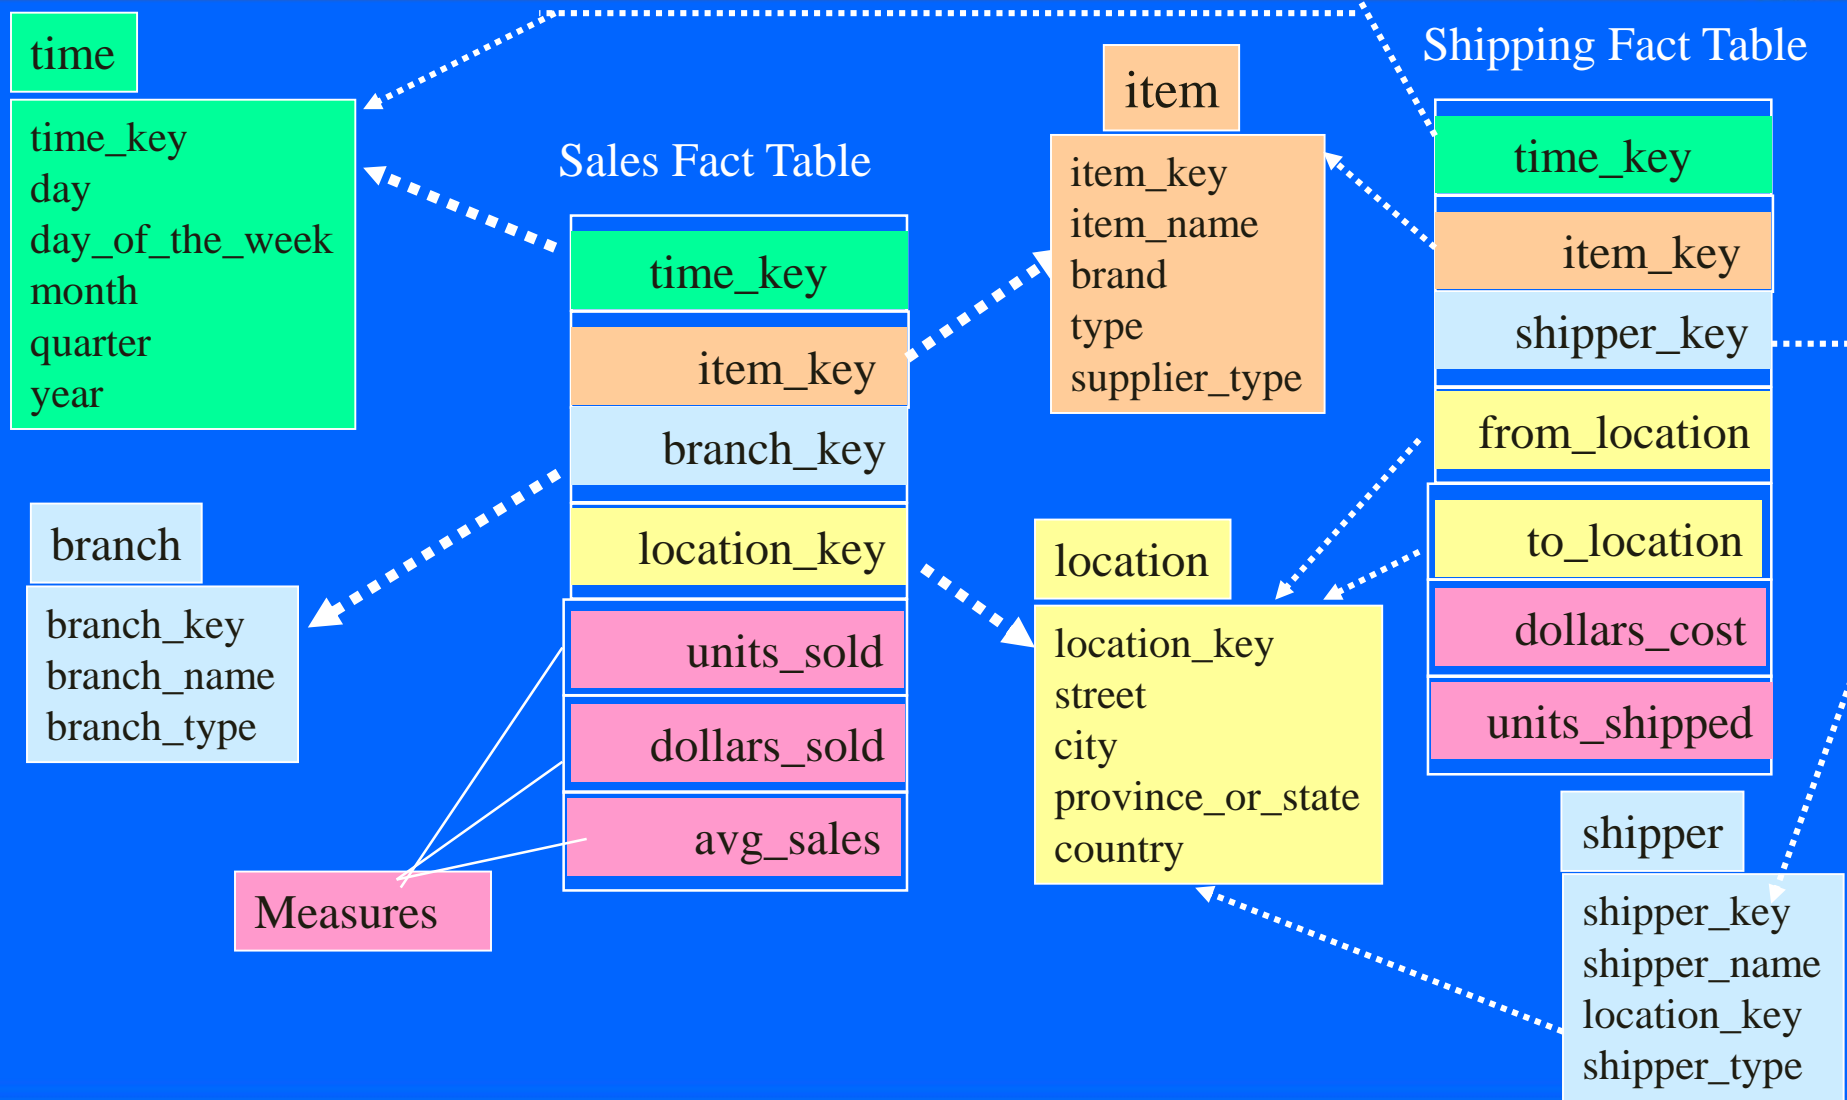 time
time_key
day
day_of_the_week
month
quarter
year
Sales Fact Table
time_key
item_key
branch_key
location_key
units_sold
dollars_sold
avg_sales
Measures
branch
branch_key
branch_name
branch_type
item
item_key
item_name
brand
type
supplier_type
location
location_key
street
city
province_or_state
country
Shipping Fact Table
time_key
item_key
shipper_key
from_location
to_location
dollars_cost
units_shipped
shipper
shipper_key
shipper_name
location_key
shipper_type